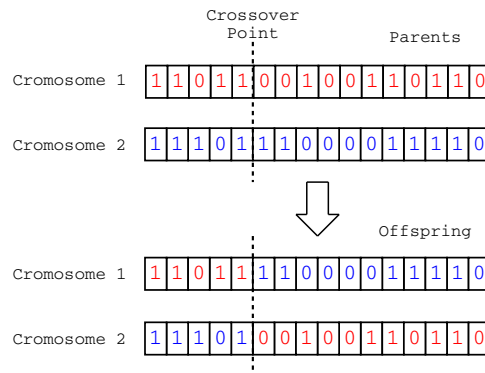 Crossover
Point
Parents
Cromosome 1 1 1 0 1 1 0 0 1 0 0 1 1 0 1 1 0
Cromosome 2 1 1 1 0 1 1 1 0 0 0 0 1 1 1 1 0
Offspring
Cromosome 1 1 1 0 1 1 1 1 0 0 0 0 1 1 1 1 0
Cromosome 2 1 1 1 0 1 0 0 1 0 0 1 1 0 1 1 0